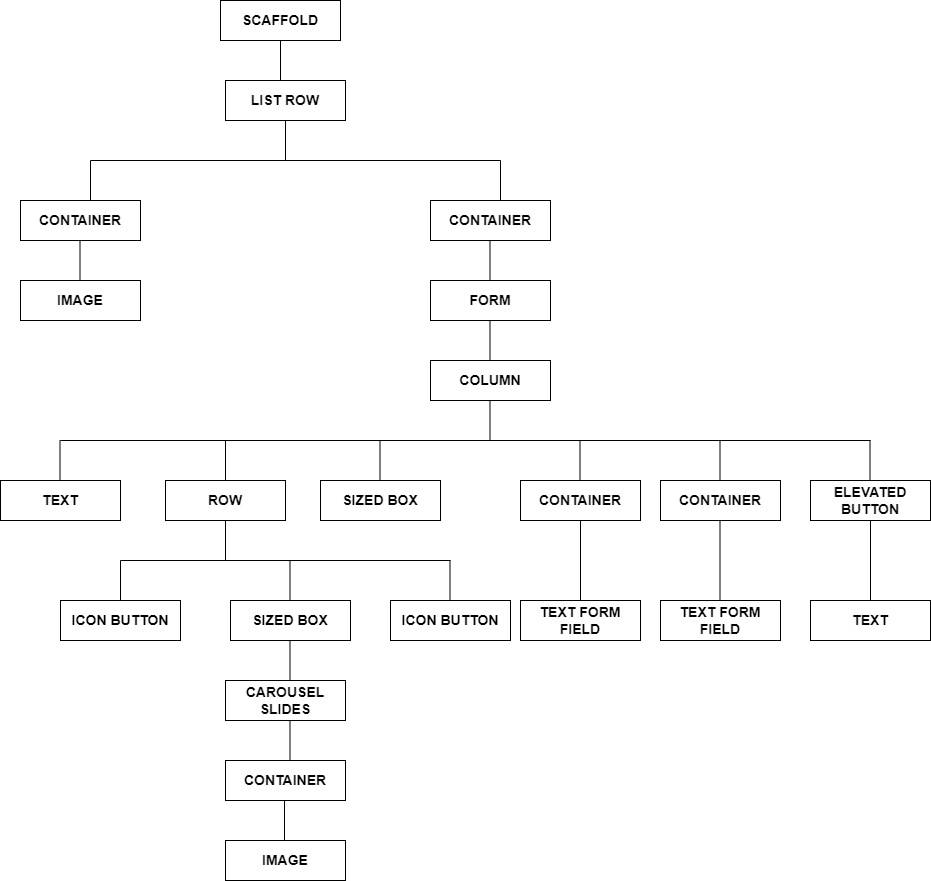 SCAFFOLD
LIST ROW
CONTAINER
CONTAINER
IMAGE
FORM
COLUMN
TEXT
ROW
SIZED BOX
CONTAINER
CONTAINER
ELEVATED
BUTTON
ICON BUTTON
SIZED BOX
ICON BUTTON
TEXT FORM
FIELD
TEXT FORM
FIELD
TEXT
CAROUSEL
SLIDES
CONTAINER
IMAGE